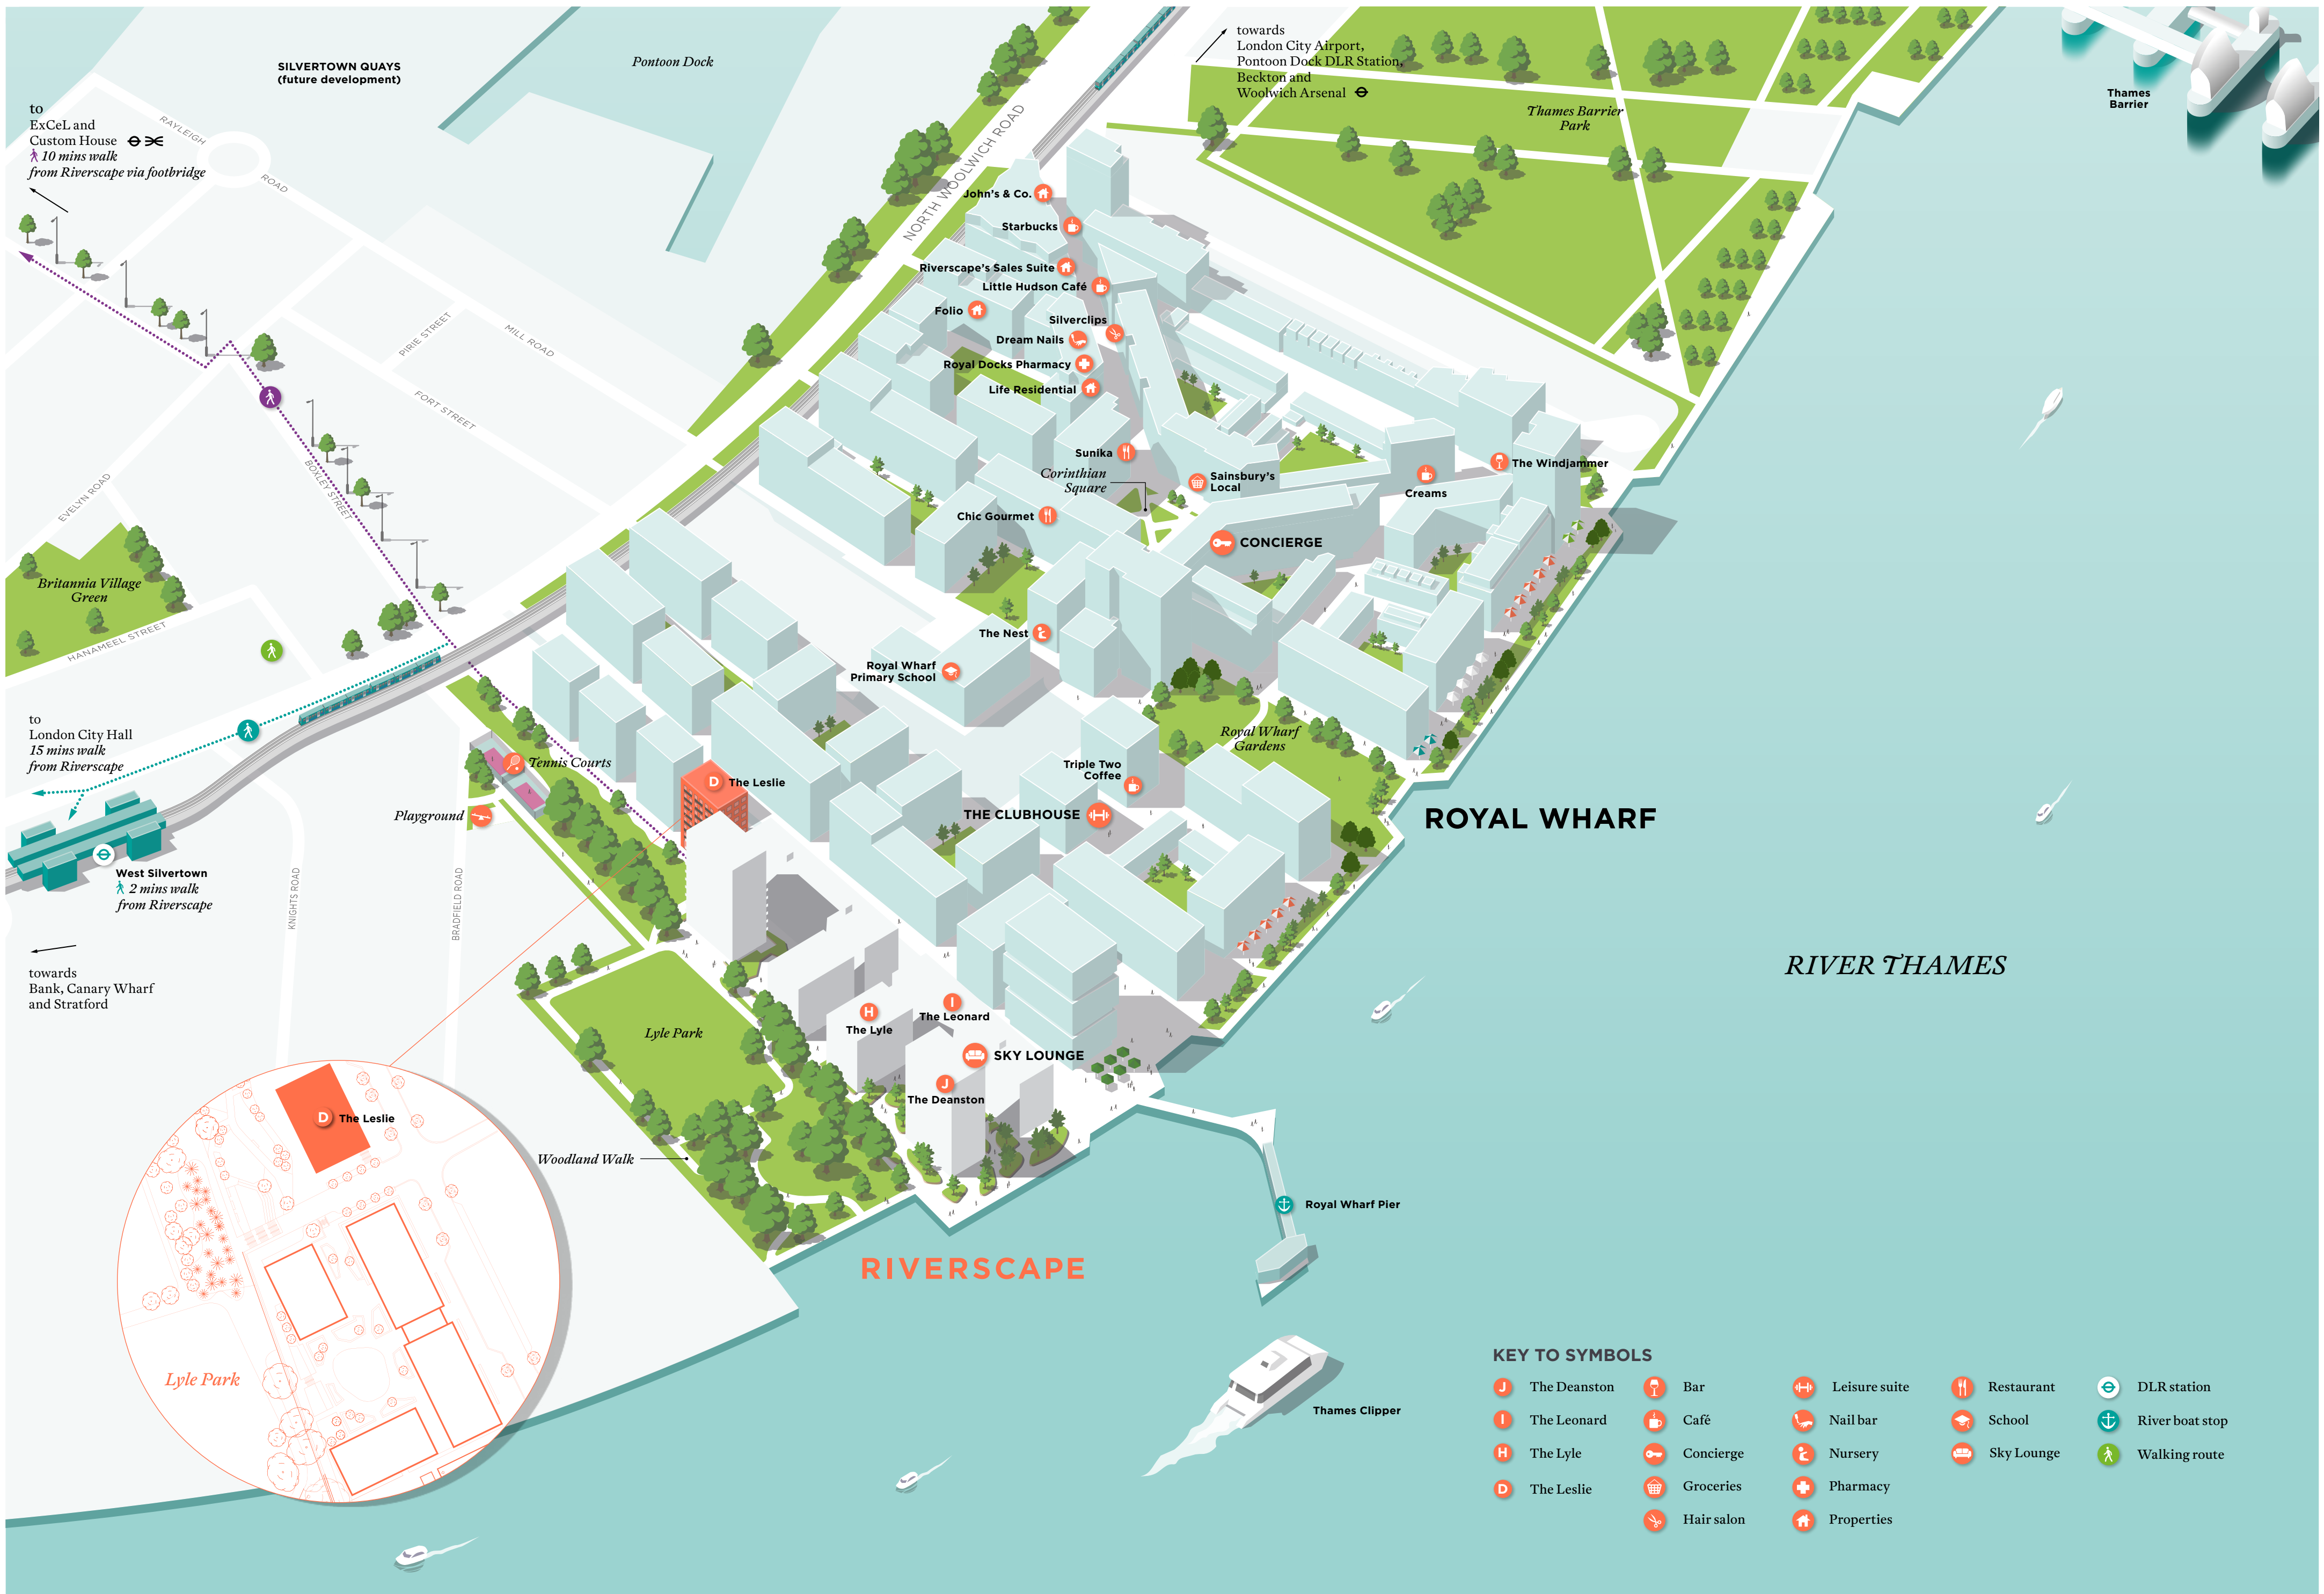 SILVERTOWN QUAYS
(future development)
Pontoon Dock
towards
London City Airport,
Pontoon Dock DLR Station,
Beckton and
Woolwich Arsenal
Thames Barrier
Park
Thames
Barrier
to
ExCeL and
Custom House
10 mins walk
from Riverscape via footbridge
RAYLEIGH
ROAD
NORTH WOOLWICH ROAD
John's & Co.
Starbucks
Riverscape's Sales Suite
Little Hudson Café
Folio
Silverclips
Dream Nails
Royal Docks Pharmacy
Life Residential
PIRIE STREET
MILL ROAD
FORT STREET
BOXLEY STREET
EVELYN ROAD
Sunika
Corinthian
Square
Sainsbury's
Local
Creams
The Windjammer
Chic Gourmet
CONCIERGE
Britannia Village
Green
HANAMEEL STREET
The Nest
Royal Wharf
Primary School
Royal Wharf
Gardens
to
London City Hall
15 mins walk
from Riverscape
Tennis Courts
Playground
D
The Leslie
Triple Two
Coffee
THE CLUBHOUSE
ROYAL WHARF
West Silvertown
2 mins walk
from Riverscape
KNIGHTS ROAD
BRADFIELD ROAD
towards
Bank, Canary Wharf
and Stratford
RIVER THAMES
Lyle Park
H
The Lyle
I
The Leonard
SKY LOUNGE
J
The Deanston
D
The Leslie
Woodland Walk
Royal Wharf Pier
RIVERSCAPE
Lyle Park
Thames Clipper
KEY TO SYMBOLS
J The Deanston
I The Leonard
H The Lyle
D The Leslie
Bar
Café
Concierge
Groceries
Hair salon
Leisure suite
Nail bar
Nursery
Pharmacy
Properties
Restaurant
School
Sky Lounge
DLR station
River boat stop
Walking route